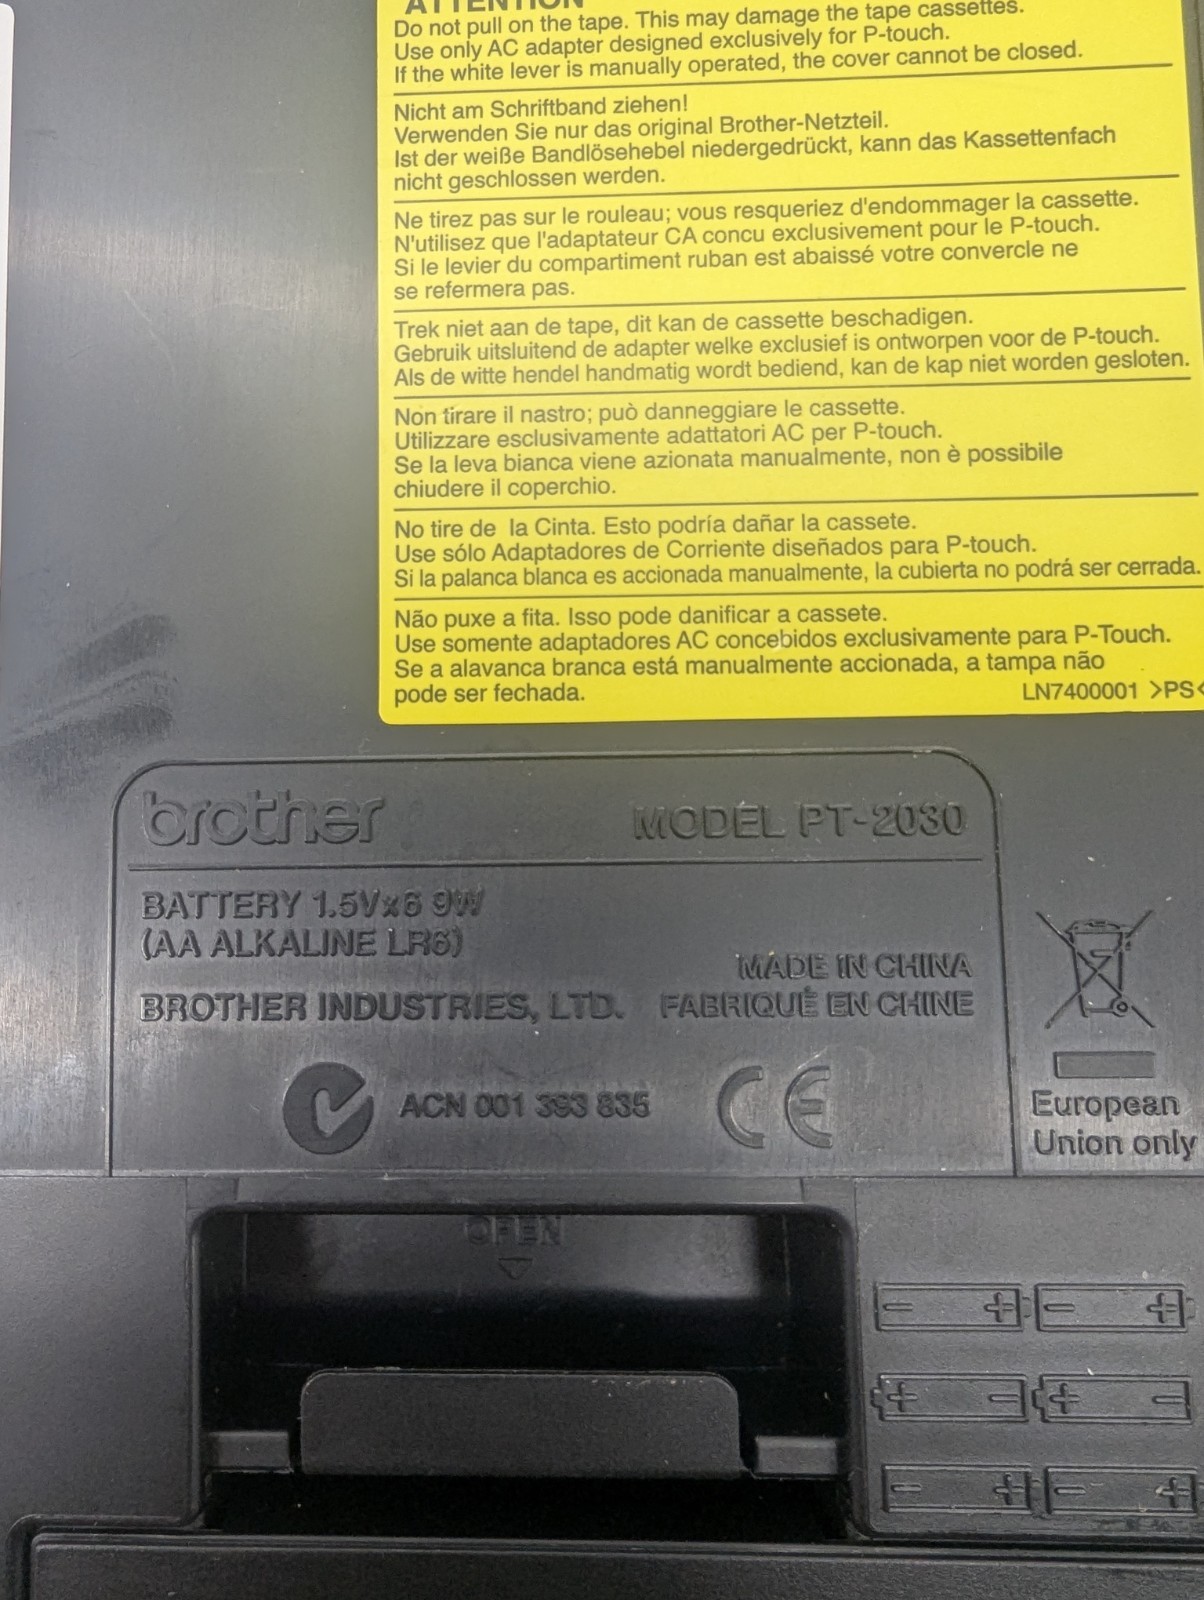 ATTENTION
Do not pull on the tape. This may damage the tape cassettes.
Use only AC adapter designed exclusively for P-touch.
If the white lever is manually operated, the cover cannot be closed.
Nicht am Schriftband ziehen!
Verwenden Sie nur das original Brother-Netzteil.
Ist der weiße Bandlösehebel niedergedrückt, kann das Kassettenfach
nicht geschlossen werden.
Ne tirez pas sur le rouleau; vous resqueriez d'endommager la cassette.
N'utilisez que l'adaptateur CA concu exclusivement pour le P-touch.
Si le levier du compartiment ruban est abaissé votre convercle ne
se refermera pas.
Trek niet aan de tape, dit kan de cassette beschadigen.
Gebruik uitsluitend de adapter welke exclusief is ontworpen voor de P-touch.
Als de witte hendel handmatig wordt bediend, kan de kap niet worden gesloten.
Non tirare il nastro; può danneggiare le cassette.
Utilizzare esclusivamente adattatori AC per P-touch.
Se la leva bianca viene azionata manualmente, non è possibile
chiudere il coperchio.
No tire de la Cinta. Esto podría dañar la cassete.
Use sólo Adaptadores de Corriente diseñados para P-touch.
Si la palanca blanca es accionada manualmente, la cubierta no podrá ser cerrada.
Não puxe a fita. Isso pode danificar a cassete.
Use somente adaptadores AC concebidos exclusivamente para P-Touch.
Se a alavanca branca está manualmente accionada, a tampa não
pode ser fechada.
LN7400001 >PS<
brother MODEL PT-2030
BATTERY 1.5Vx6 9W
(AA ALKALINE LR6)
MADE IN CHINA
BROTHER INDUSTRIES, LTD. FABRIQUÉ EN CHINE
ACN 001 393 835 CE
European
Union only
OPEN
- + - +
+ - + -
- + - +